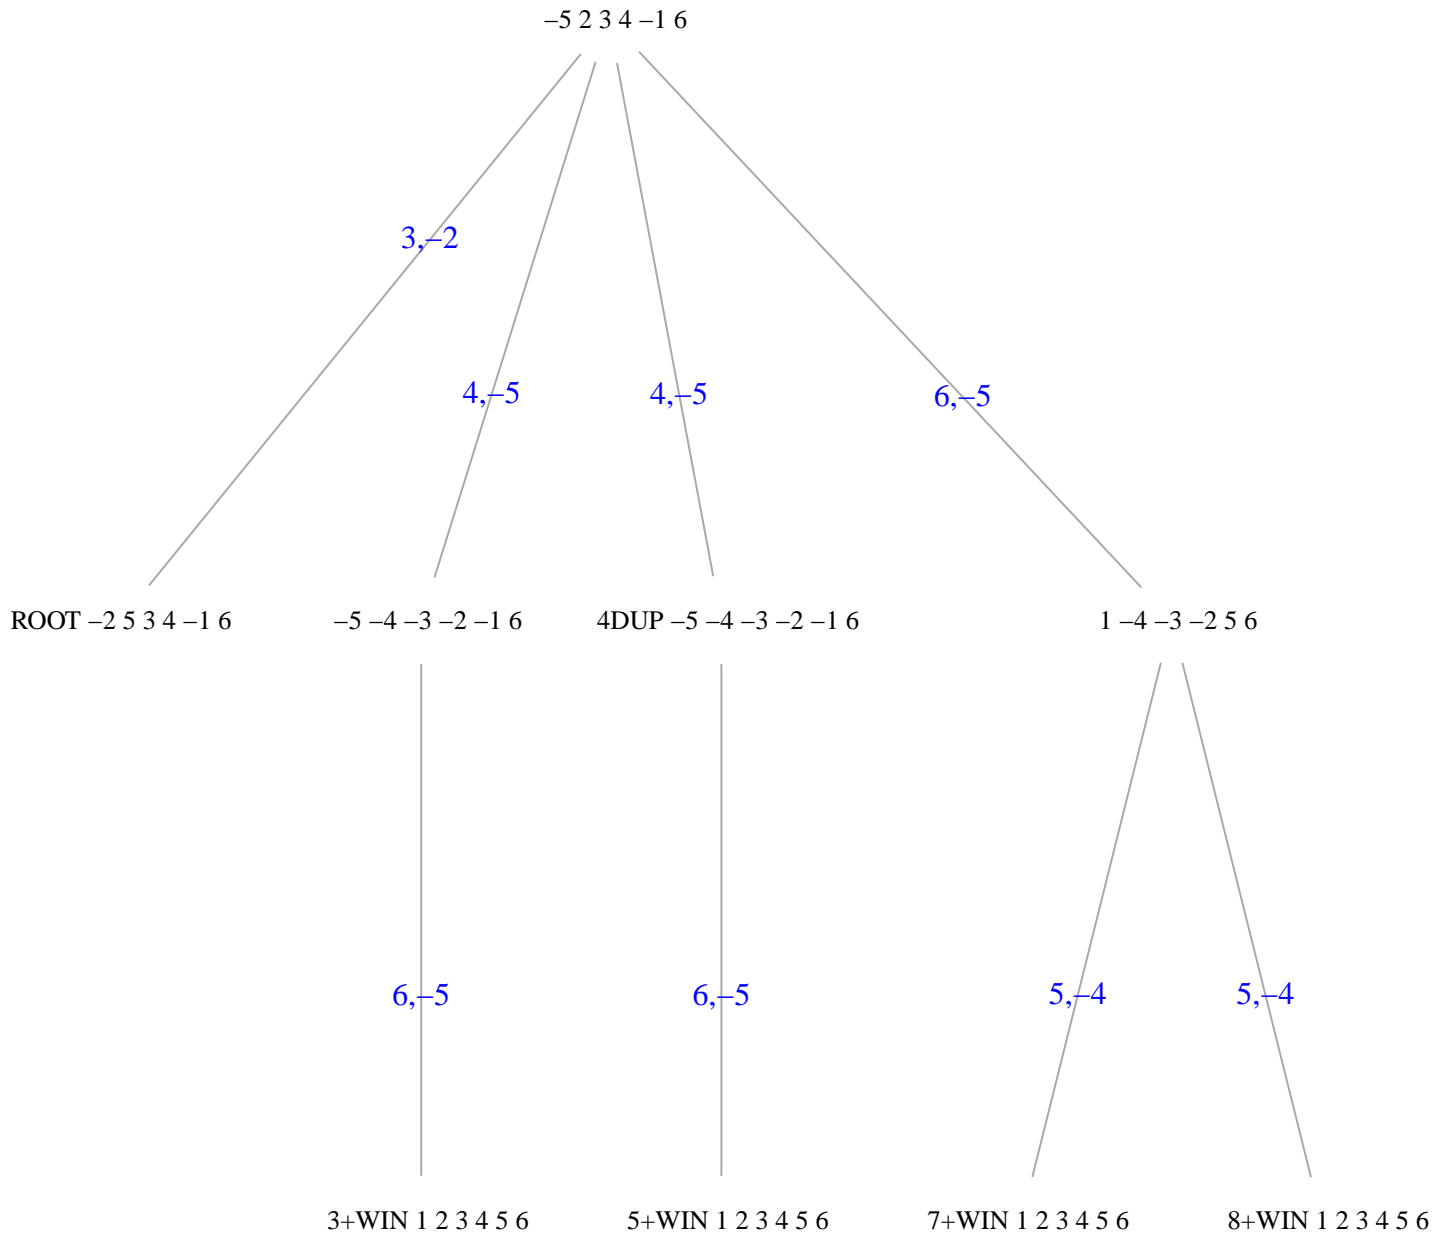 –5 2 3 4 –1 6
3,–2
4,–5
4,–5
6,–5
ROOT –2 5 3 4 –1 6
–5 –4 –3 –2 –1 6
4DUP –5 –4 –3 –2 –1 6
1 –4 –3 –2 5 6
6,–5
6,–5
5,–4
5,–4
3+WIN 1 2 3 4 5 6
5+WIN 1 2 3 4 5 6
7+WIN 1 2 3 4 5 6
8+WIN 1 2 3 4 5 6